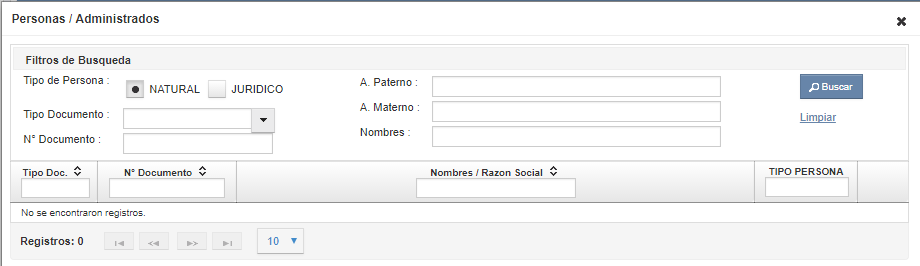 Personas / Administrados
Filtros de Busqueda
Tipo de Persona :
NATURAL
JURIDICO
A. Paterno :
Buscar
Tipo Documento :
A. Materno :
Limpiar
N° Documento :
Nombres :
Tipo Doc.
N° Documento
Nombres / Razon Social
TIPO PERSONA
No se encontraron registros.
Registros: 0
10